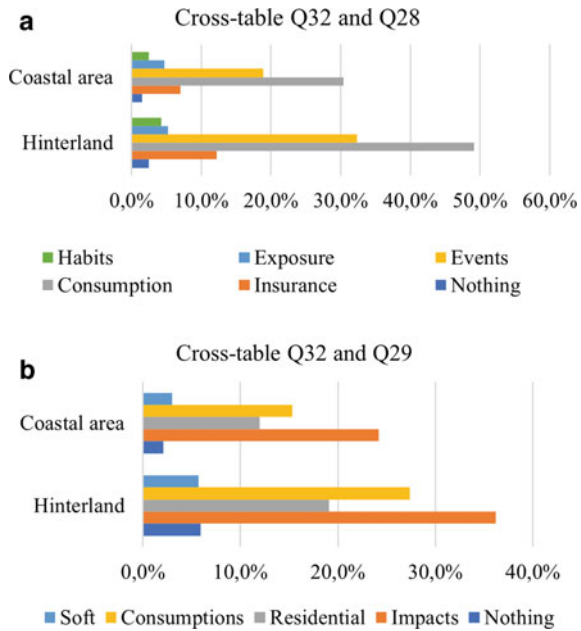 a
Cross-table Q32 and Q28
Coastal area
Hinterland
0,0% 10,0% 20,0% 30,0% 40,0% 50,0% 60,0%
Habits Exposure Events
Consumption Insurance Nothing
Cross-table Q32 and Q29
b
Coastal area
Hinterland
0,0% 10,0% 20,0% 30,0% 40,0%
Soft Consumptions Residential Impacts Nothing